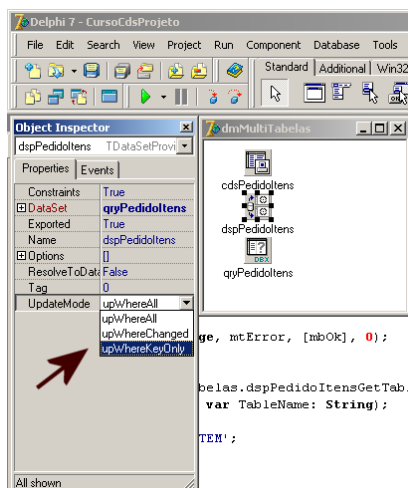 Delphi 7 - CursoCdsProjeto
File Edit Search View Project Run Component Database Tools
Standard Additional Win32
Object Inspector
dspPedidoItens TDataSetProvi
Properties Events
Constraints True
DataSet qryPedidoItens
Exported True
Name dspPedidoItens
Options []
ResolveToData False
Tag 0
UpdateMode upWhereAll
upWhereAll
upWhereChanged
upWhereKeyOnly
All shown
dmMultiTabelas
cdsPedidoItens
dspPedidoItens
DBX
qryPedidoItens
ge, mtError, [mbOk], 0);
belas.dspPedidoItensGetTab
var TableName: String);
TEM';